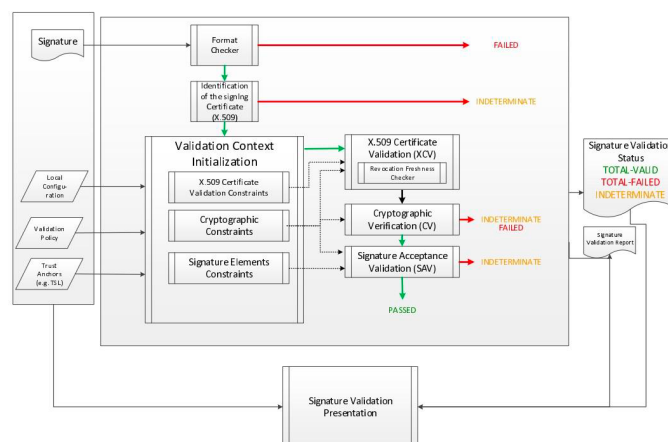 Signature
Format
Checker
FAILED
Identification
of the signing
Certificate
(X.509)
INDETERMINATE
Validation Context
Initialization
X.509 Certificate
Validation Constraints
Cryptographic
Constraints
Signature Elements
Constraints
X.509 Certificate
Validation (XCV)
Revocation Freshness
Checker
Cryptographic
Verification (CV)
INDETERMINATE
FAILED
Signature Acceptance
Validation (SAV)
INDETERMINATE
PASSED
Local
Configu-
ration
Validation
Policy
Trust
Anchors
(e.g. TSL)
Signature Validation
Status
TOTAL-VALID
TOTAL-FAILED
INDETERMINATE
Signature
Validation Report
Signature Validation
Presentation